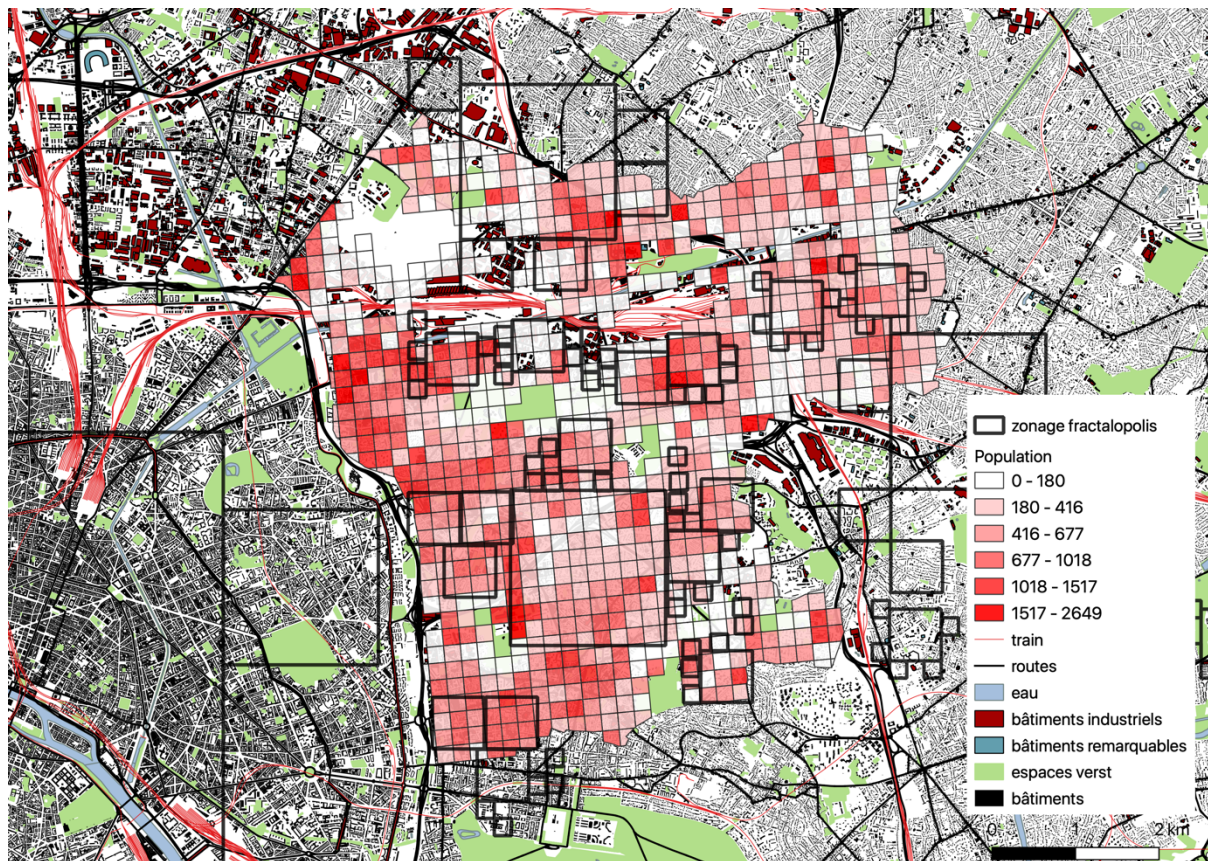 zonage fractalopolis
Population
0 - 180
180 - 416
416 - 677
677 - 1018
1018 - 1517
1517 - 2649
train
routes
eau
bâtiments industriels
bâtiments remarquables
espaces verst
bâtiments
0 1 2 km